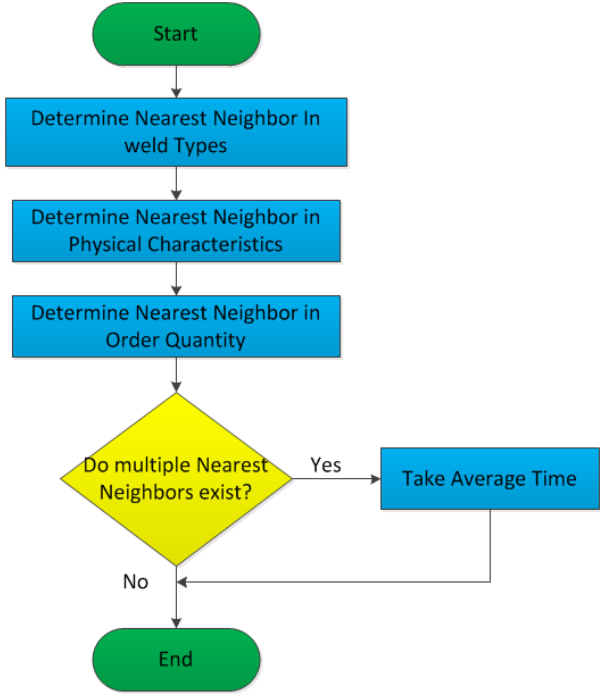 Start
Determine Nearest Neighbor In
weld Types
Determine Nearest Neighbor in
Physical Characteristics
Determine Nearest Neighbor in
Order Quantity
Do multiple Nearest
Neighbors exist?
Yes
Take Average Time
No
End